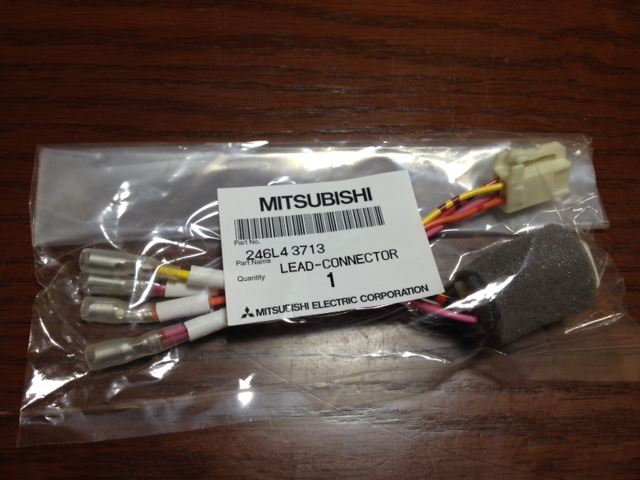 MITSUBISHI
Part No.
246L4 3713
Part Name
LEAD-CONNECTOR
Quantity
1
MITSUBISHI ELECTRIC CORPORATION